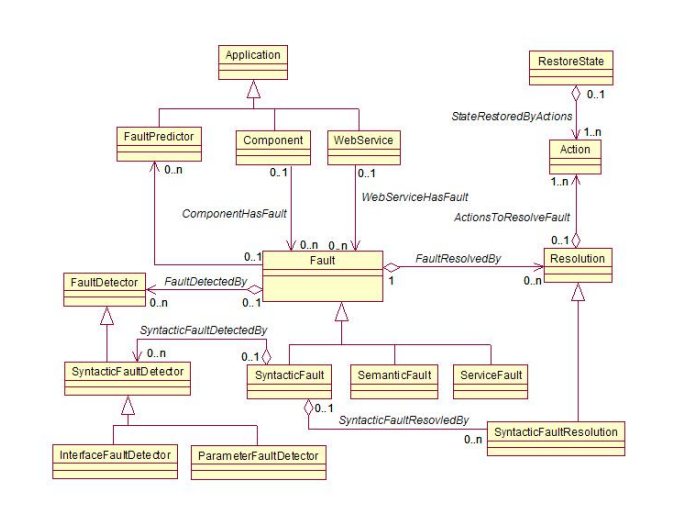 Application
RestoreState
0..1
StateRestoredByActions
1..n
FaultPredictor
Component
WebService
Action
0..n
0..1
0..1
1..n
WebServiceHasFault
ComponentHasFault
ActionsToResolveFault
0..n
0..n
0..1
0..1
Fault
FaultResolvedBy
Resolution
FaultDetector
FaultDetectedBy
1
0..n
0..n
0..1
SyntacticFaultDetectedBy
0..n
0..1
SyntacticFaultDetector
SyntacticFault
SemanticFault
ServiceFault
0..1
SyntacticFaultResovledBy
SyntacticFaultResolution
0..n
InterfaceFaultDetector
ParameterFaultDetector